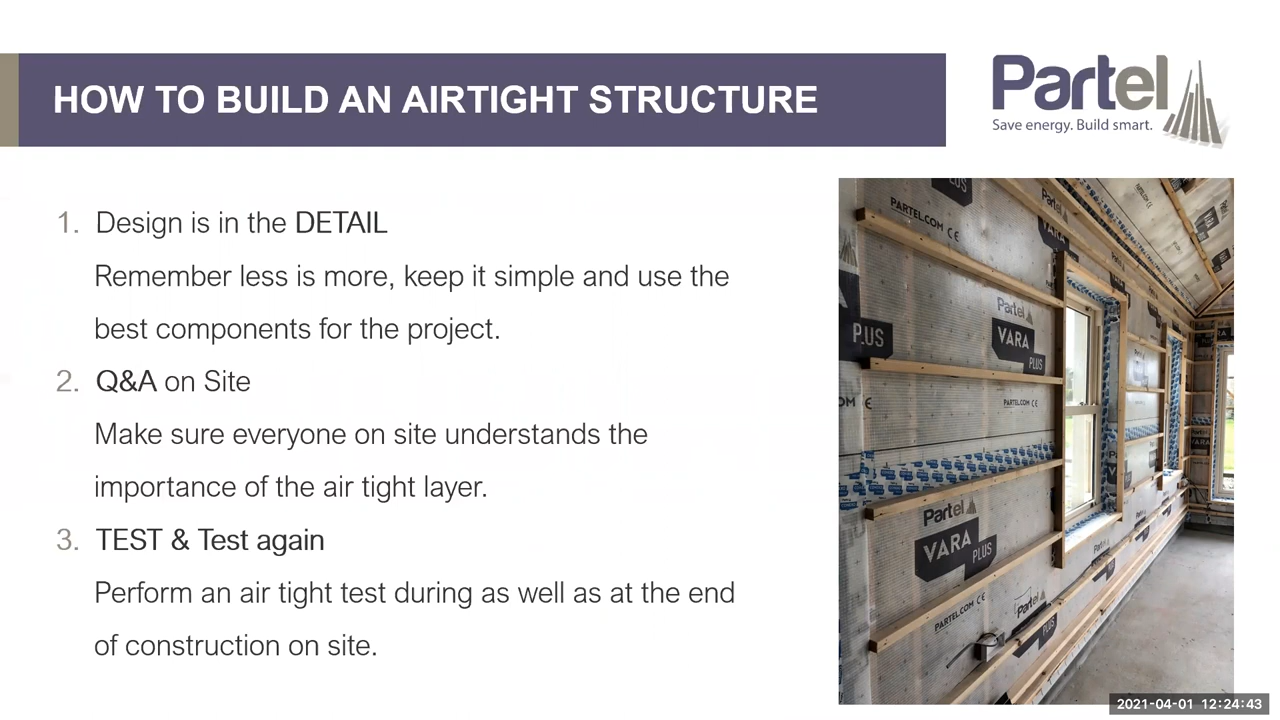 HOW TO BUILD AN AIRTIGHT STRUCTURE
Partel
Save energy. Build smart.
1. Design is in the DETAIL
Remember less is more, keep it simple and use the
best components for the project.
2. Q&A on Site
Make sure everyone on site understands the
importance of the air tight layer.
3. TEST & Test again
Perform an air tight test during as well as at the end
of construction on site.
PLUS
PARTEL.COM CE
Partel
VARA
PLUS
PLUS
PARTEL.COM CE
Partel
VARA
PLUS
PARTEL.COM CE
Partel
PLUS
2021-04-01 12:24:43